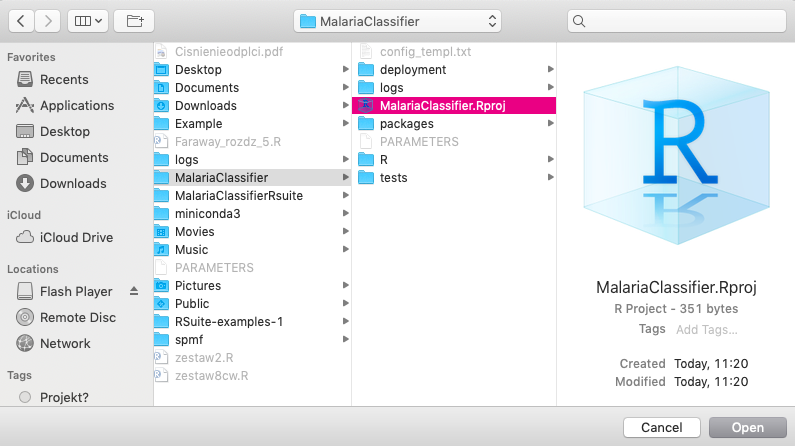 MalariaClassifier
Favorites
Recents
Applications
Desktop
Documents
Downloads
iCloud
iCloud Drive
Locations
Flash Player
Remote Disc
Network
Tags
Projekt?
Cisnienieodplci.pdf
Desktop
Documents
Downloads
Example
Faraway_rozdz_5.R
logs
MalariaClassifier
MalariaClassifierRsuite
miniconda3
Movies
Music
PARAMETERS
Pictures
Public
RSuite-examples-1
spmf
zestaw2.R
zestaw8cw.R
config_templ.txt
deployment
logs
MalariaClassifier.Rproj
packages
PARAMETERS
R
tests
R
MalariaClassifier.Rproj
R Project - 351 bytes
Tags Add Tags...
Created Today, 11:20
Modified Today, 11:20
Cancel
Open